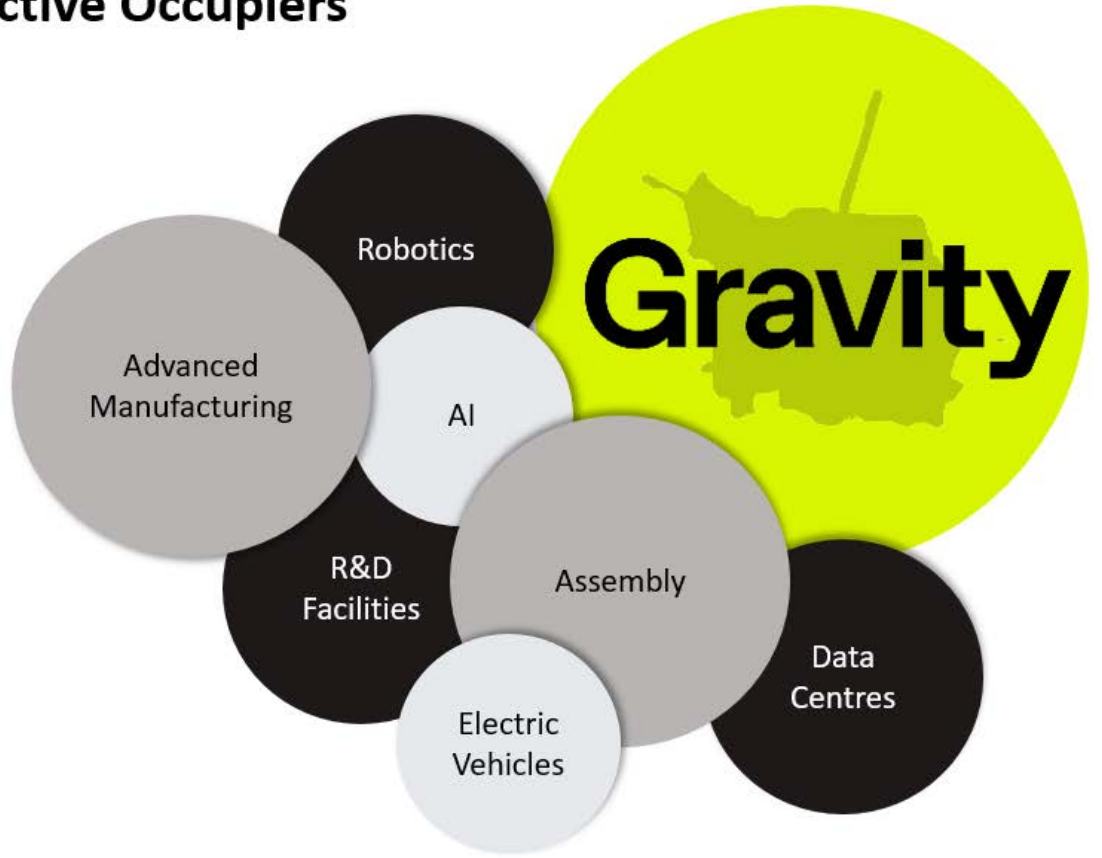 ctive Occupiers
Robotics
Gravity
Advanced
Manufacturing
AI
R&D
Facilities
Assembly
Data
Centres
Electric
Vehicles